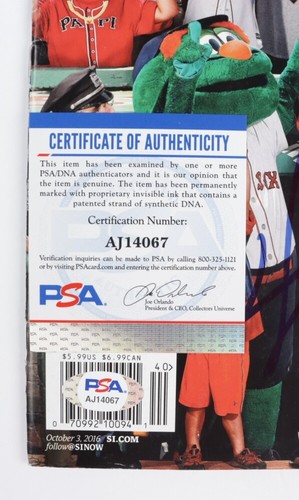 CERTIFICATE OF AUTHENTICITY
This item has been examined by one or more
PSA/DNA authenticators and it is our opinion that
the item is genuine. The item has been permanently
marked with proprietary invisible ink that contains
a patented strand of synthetic DNA.
Certification Number:
AJ14067
Verification inquiries can be made to PSA by calling 800-325-1121
or by visiting PSAcard.com and entering the certification number above.
PSA
Joe Orlando
President & CEO, Collectors Universe
$5.99US $6.99CAN
40>
PSA
AJ14067
0 70992 10094 1
October 3, 2016 / SI.COM
follow@SINOW